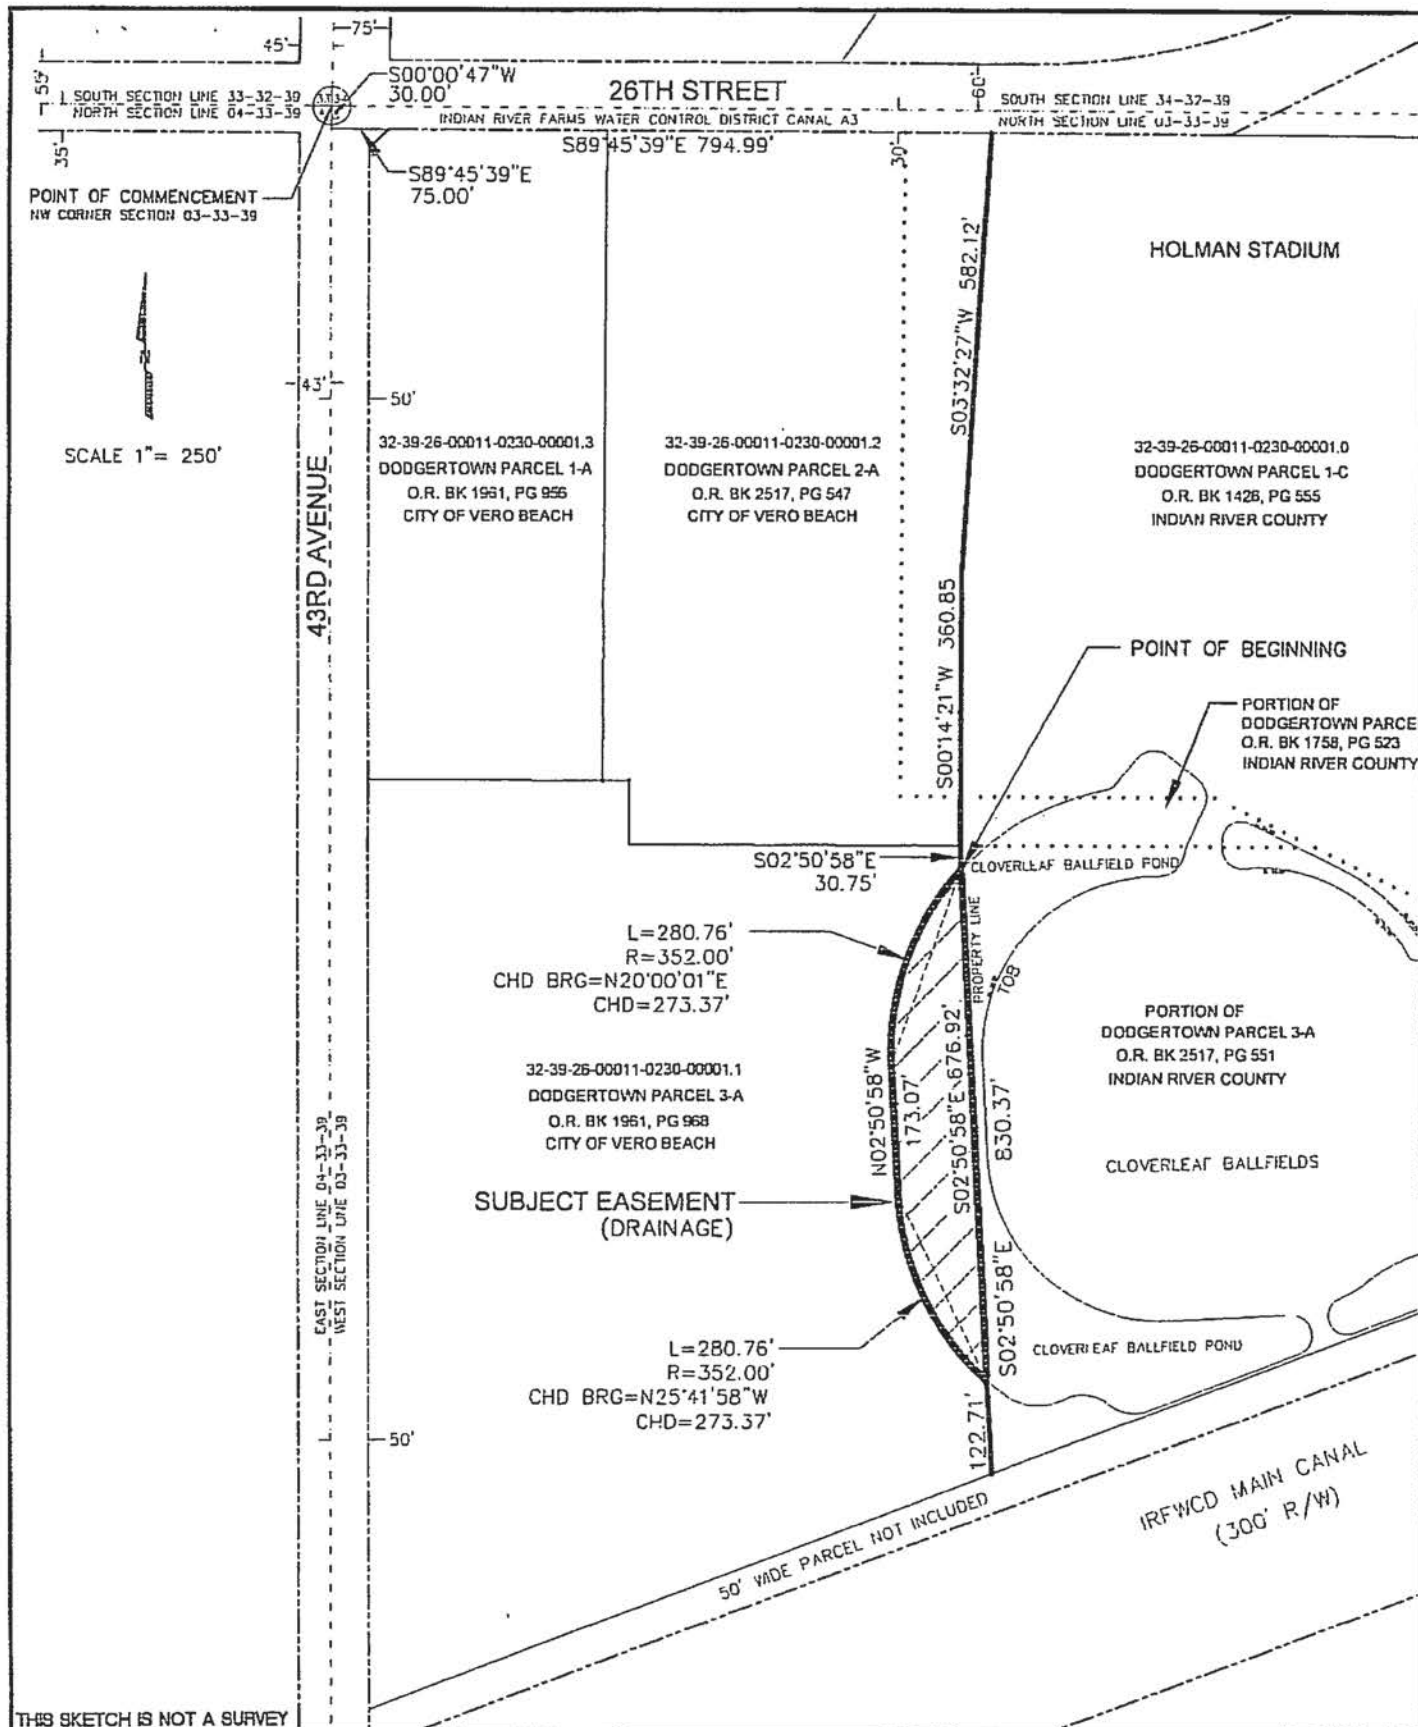 75'
45'
55'
S00°00'47"W
30.00'
26TH STREET
60'
SOUTH SECTION LINE 33-32-39
NORTH SECTION LINE 04-33-39
SOUTH SECTION LINE 34-32-39
NORTH SECTION LINE 03-33-39
INDIAN RIVER FARMS WATER CONTROL DISTRICT CANAL A3
S89°45'39"E 794.99'
35'
30'
S89°45'39"E
75.00'
POINT OF COMMENCEMENT
NW CORNER SECTION 03-33-39
HOLMAN STADIUM
S03°32'27"W 582.12'
N
43'
50'
SCALE 1"= 250'
43RD AVENUE
32-39-26-00011-0230-00001.3
DODGERTOWN PARCEL 1-A
O.R. BK 1961, PG 956
CITY OF VERO BEACH
32-39-26-00011-0230-00001.2
DODGERTOWN PARCEL 2-A
O.R. BK 2517, PG 547
CITY OF VERO BEACH
32-39-26-00011-0230-00001.0
DODGERTOWN PARCEL 1-C
O.R. BK 1426, PG 555
INDIAN RIVER COUNTY
S00°14'21"W 360.85
POINT OF BEGINNING
PORTION OF
DODGERTOWN PARCE
O.R. BK 1758, PG 523
INDIAN RIVER COUNTY
S02°50'58"E
30.75'
CLOVERLEAF BALLFIELD POND
PROPERTY LINE
TOB
L=280.76'
R=352.00'
CHD BRG=N20°00'01"E
CHD=273.37'
PORTION OF
DODGERTOWN PARCEL 3-A
O.R. BK 2517, PG 551
INDIAN RIVER COUNTY
32-39-26-00011-0230-00001.1
DODGERTOWN PARCEL 3-A
O.R. BK 1961, PG 968
CITY OF VERO BEACH
N02°50'58"W
173.07'
S02°50'58"E 676.92'
830.37'
CLOVERLEAF BALLFIELDS
SUBJECT EASEMENT
(DRAINAGE)
EAST SECTION LINE 04-33-39
WEST SECTION LINE 03-33-39
S02°50'58"E
L=280.76'
R=352.00'
CHD BRG=N25°41'58"W
CHD=273.37'
CLOVERLEAF BALLFIELD POND
122.71'
50'
50' WIDE PARCEL NOT INCLUDED
IRFWCD MAIN CANAL
(300' R/W)
THIS SKETCH IS NOT A SURVEY